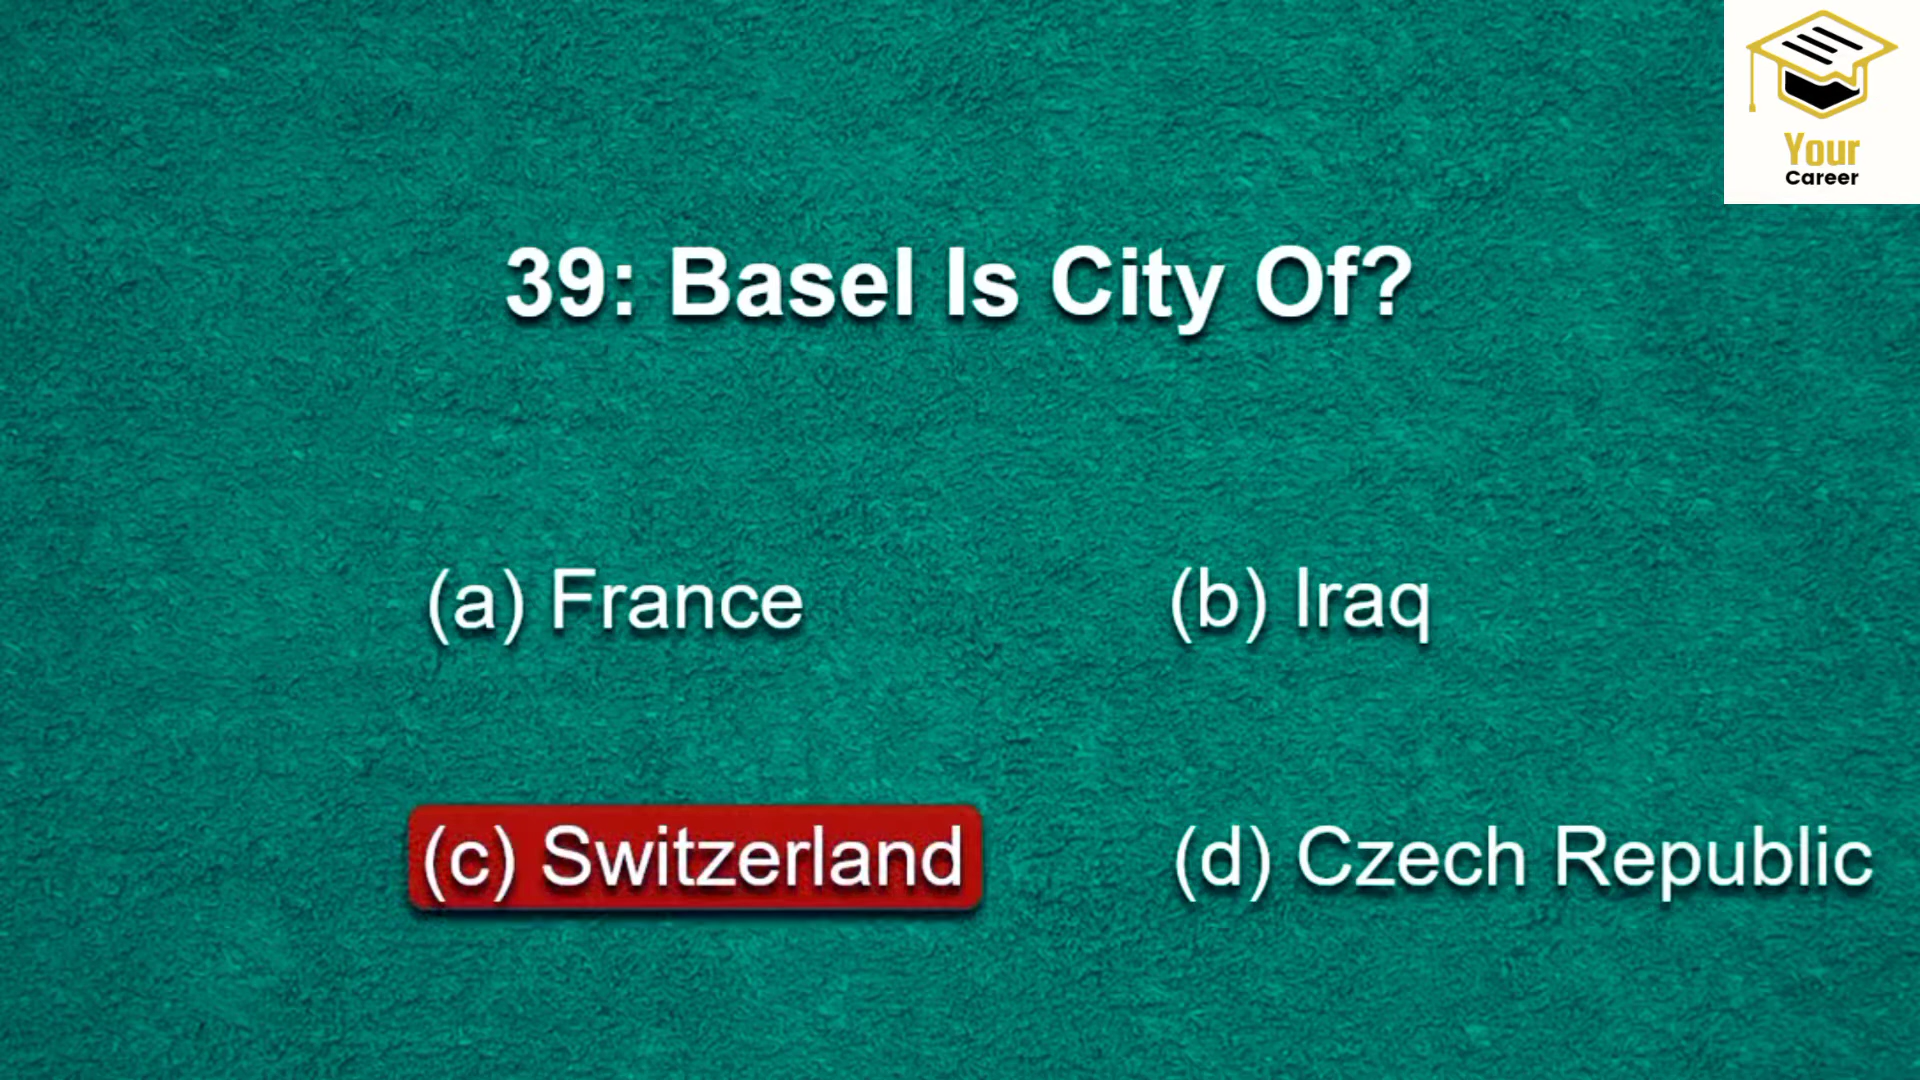 Your
Career
39: Basel Is City Of?
(a) France
(b) Iraq
(c) Switzerland
(d) Czech Republic